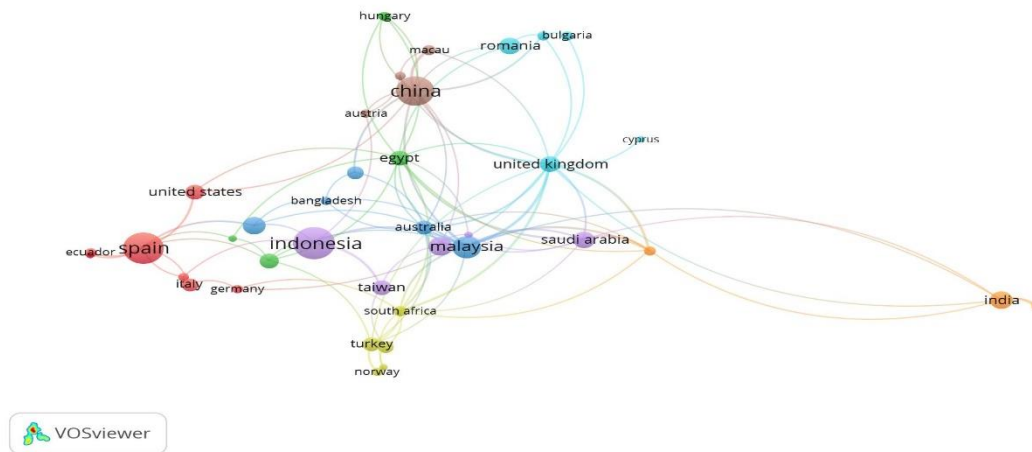 hungary
bulgaria
romania
macau
china
austria
cyprus
egypt
united kingdom
united states
bangladesh
australia
indonesia
saudi arabia
malaysia
spain
ecuador
italy
taiwan
germany
india
south africa
turkey
norway
VOSviewer